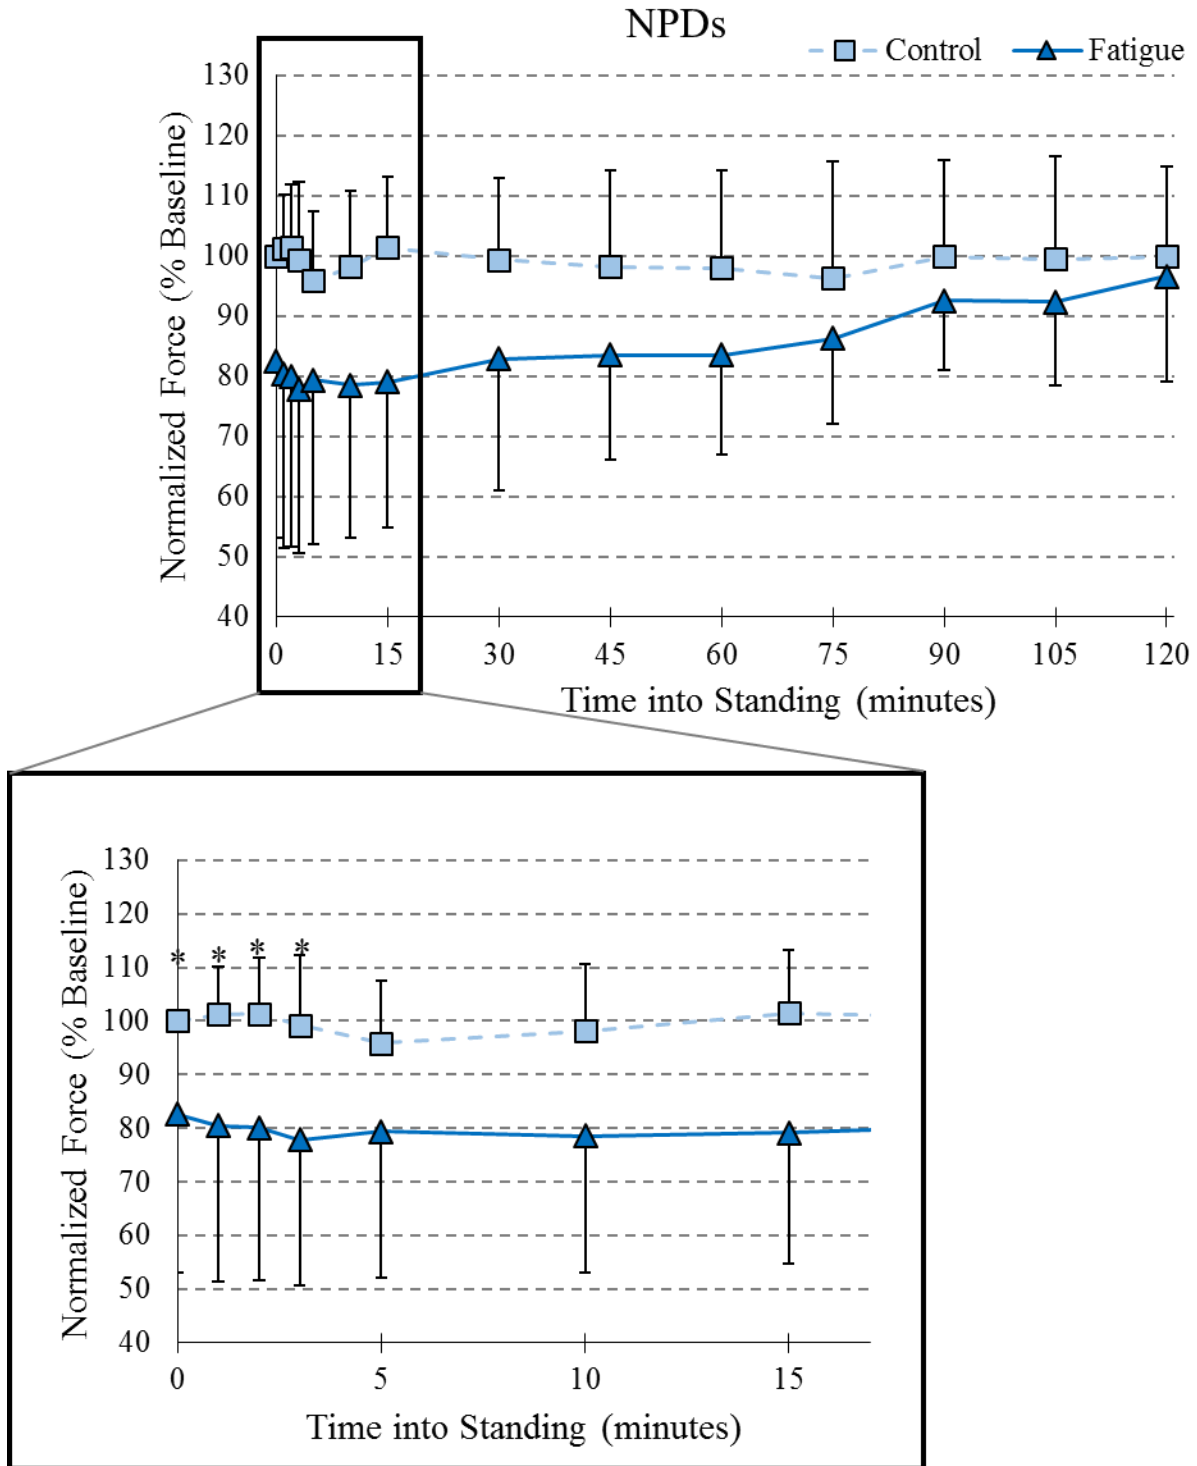 NPDs
Control Fatigue
Normalized Force (% Baseline)
130
120
110
100
90
80
70
60
50
40
0 15 30 45 60 75 90 105 120
Time into Standing (minutes)
Normalized Force (% Baseline)
130
120
110
100
90
80
70
60
50
40
* * * *
0 5 10 15
Time into Standing (minutes)